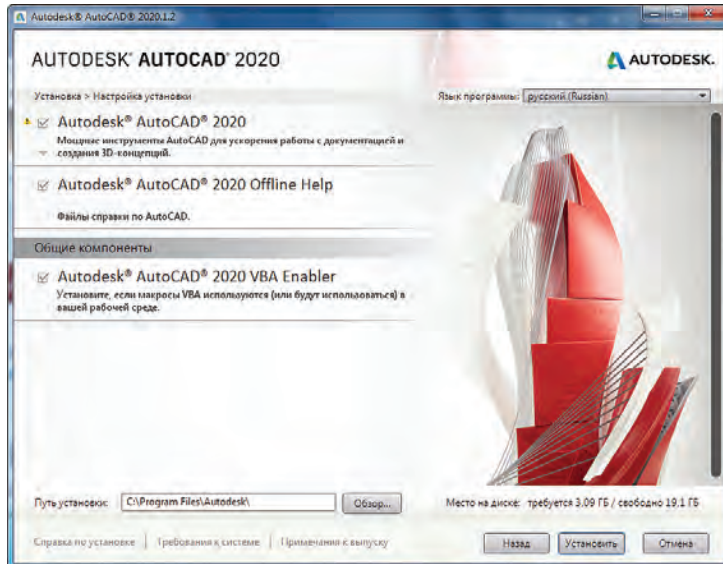 Autodesk® AutoCAD® 2020.1.2
AUTODESK® AUTOCAD® 2020
AUTODESK.
Установка > Настройка установки
Язык программы: русский (Russian)
Autodesk® AutoCAD® 2020
Мощные инструменты AutoCAD для ускорения работы с документацией и
создания 3D-концепций.
Autodesk® AutoCAD® 2020 Offline Help
Файлы справки по AutoCAD.
Общие компоненты
Autodesk® AutoCAD® 2020 VBA Enabler
Установите, если макросы VBA используются (или будут использоваться) в
вашей рабочей среде.
Путь установки: C:\Program Files\Autodesk\ Обзор...
Место на диске: требуется 3.09 ГБ / свободно 19.1 ГБ
Справка по установке | Требования к системе | Примечания к выпуску
Назад Установить Отмена